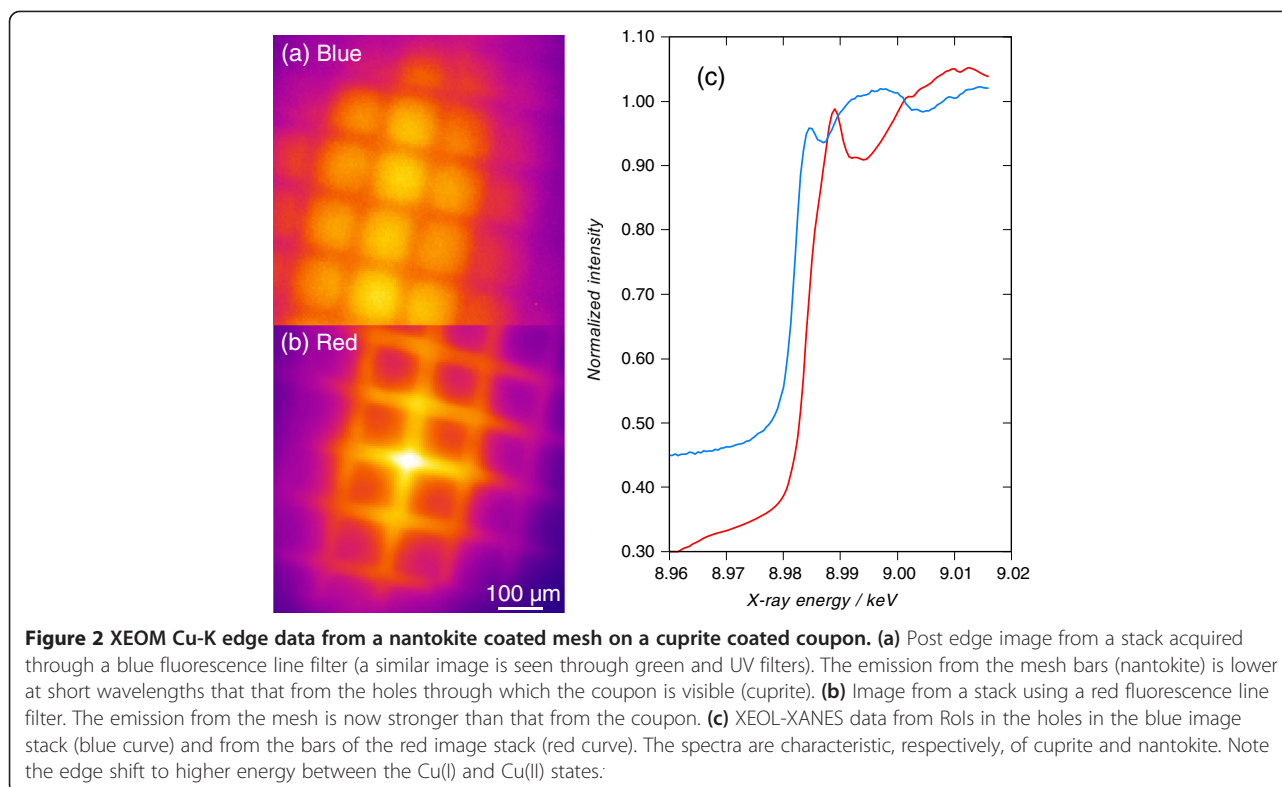 (a) Blue
(b) Red
100 µm
(c)
1.10
1.00
0.90
0.80
0.70
0.60
0.50
0.40
0.30
Normalized intensity
8.96 8.97 8.98 8.99 9.00 9.01 9.02
X-ray energy / keV
Figure 2 XEOM Cu-K edge data from a nantokite coated mesh on a cuprite coated coupon. (a) Post edge image from a stack acquired
through a blue fluorescence line filter (a similar image is seen through green and UV filters). The emission from the mesh bars (nantokite) is lower
at short wavelengths that that from the holes through which the coupon is visible (cuprite). (b) Image from a stack using a red fluorescence line
filter. The emission from the mesh is now stronger than that from the coupon. (c) XEOL-XANES data from RoIs in the holes in the blue image
stack (blue curve) and from the bars of the red image stack (red curve). The spectra are characteristic, respectively, of cuprite and nantokite. Note
the edge shift to higher energy between the Cu(I) and Cu(II) states.